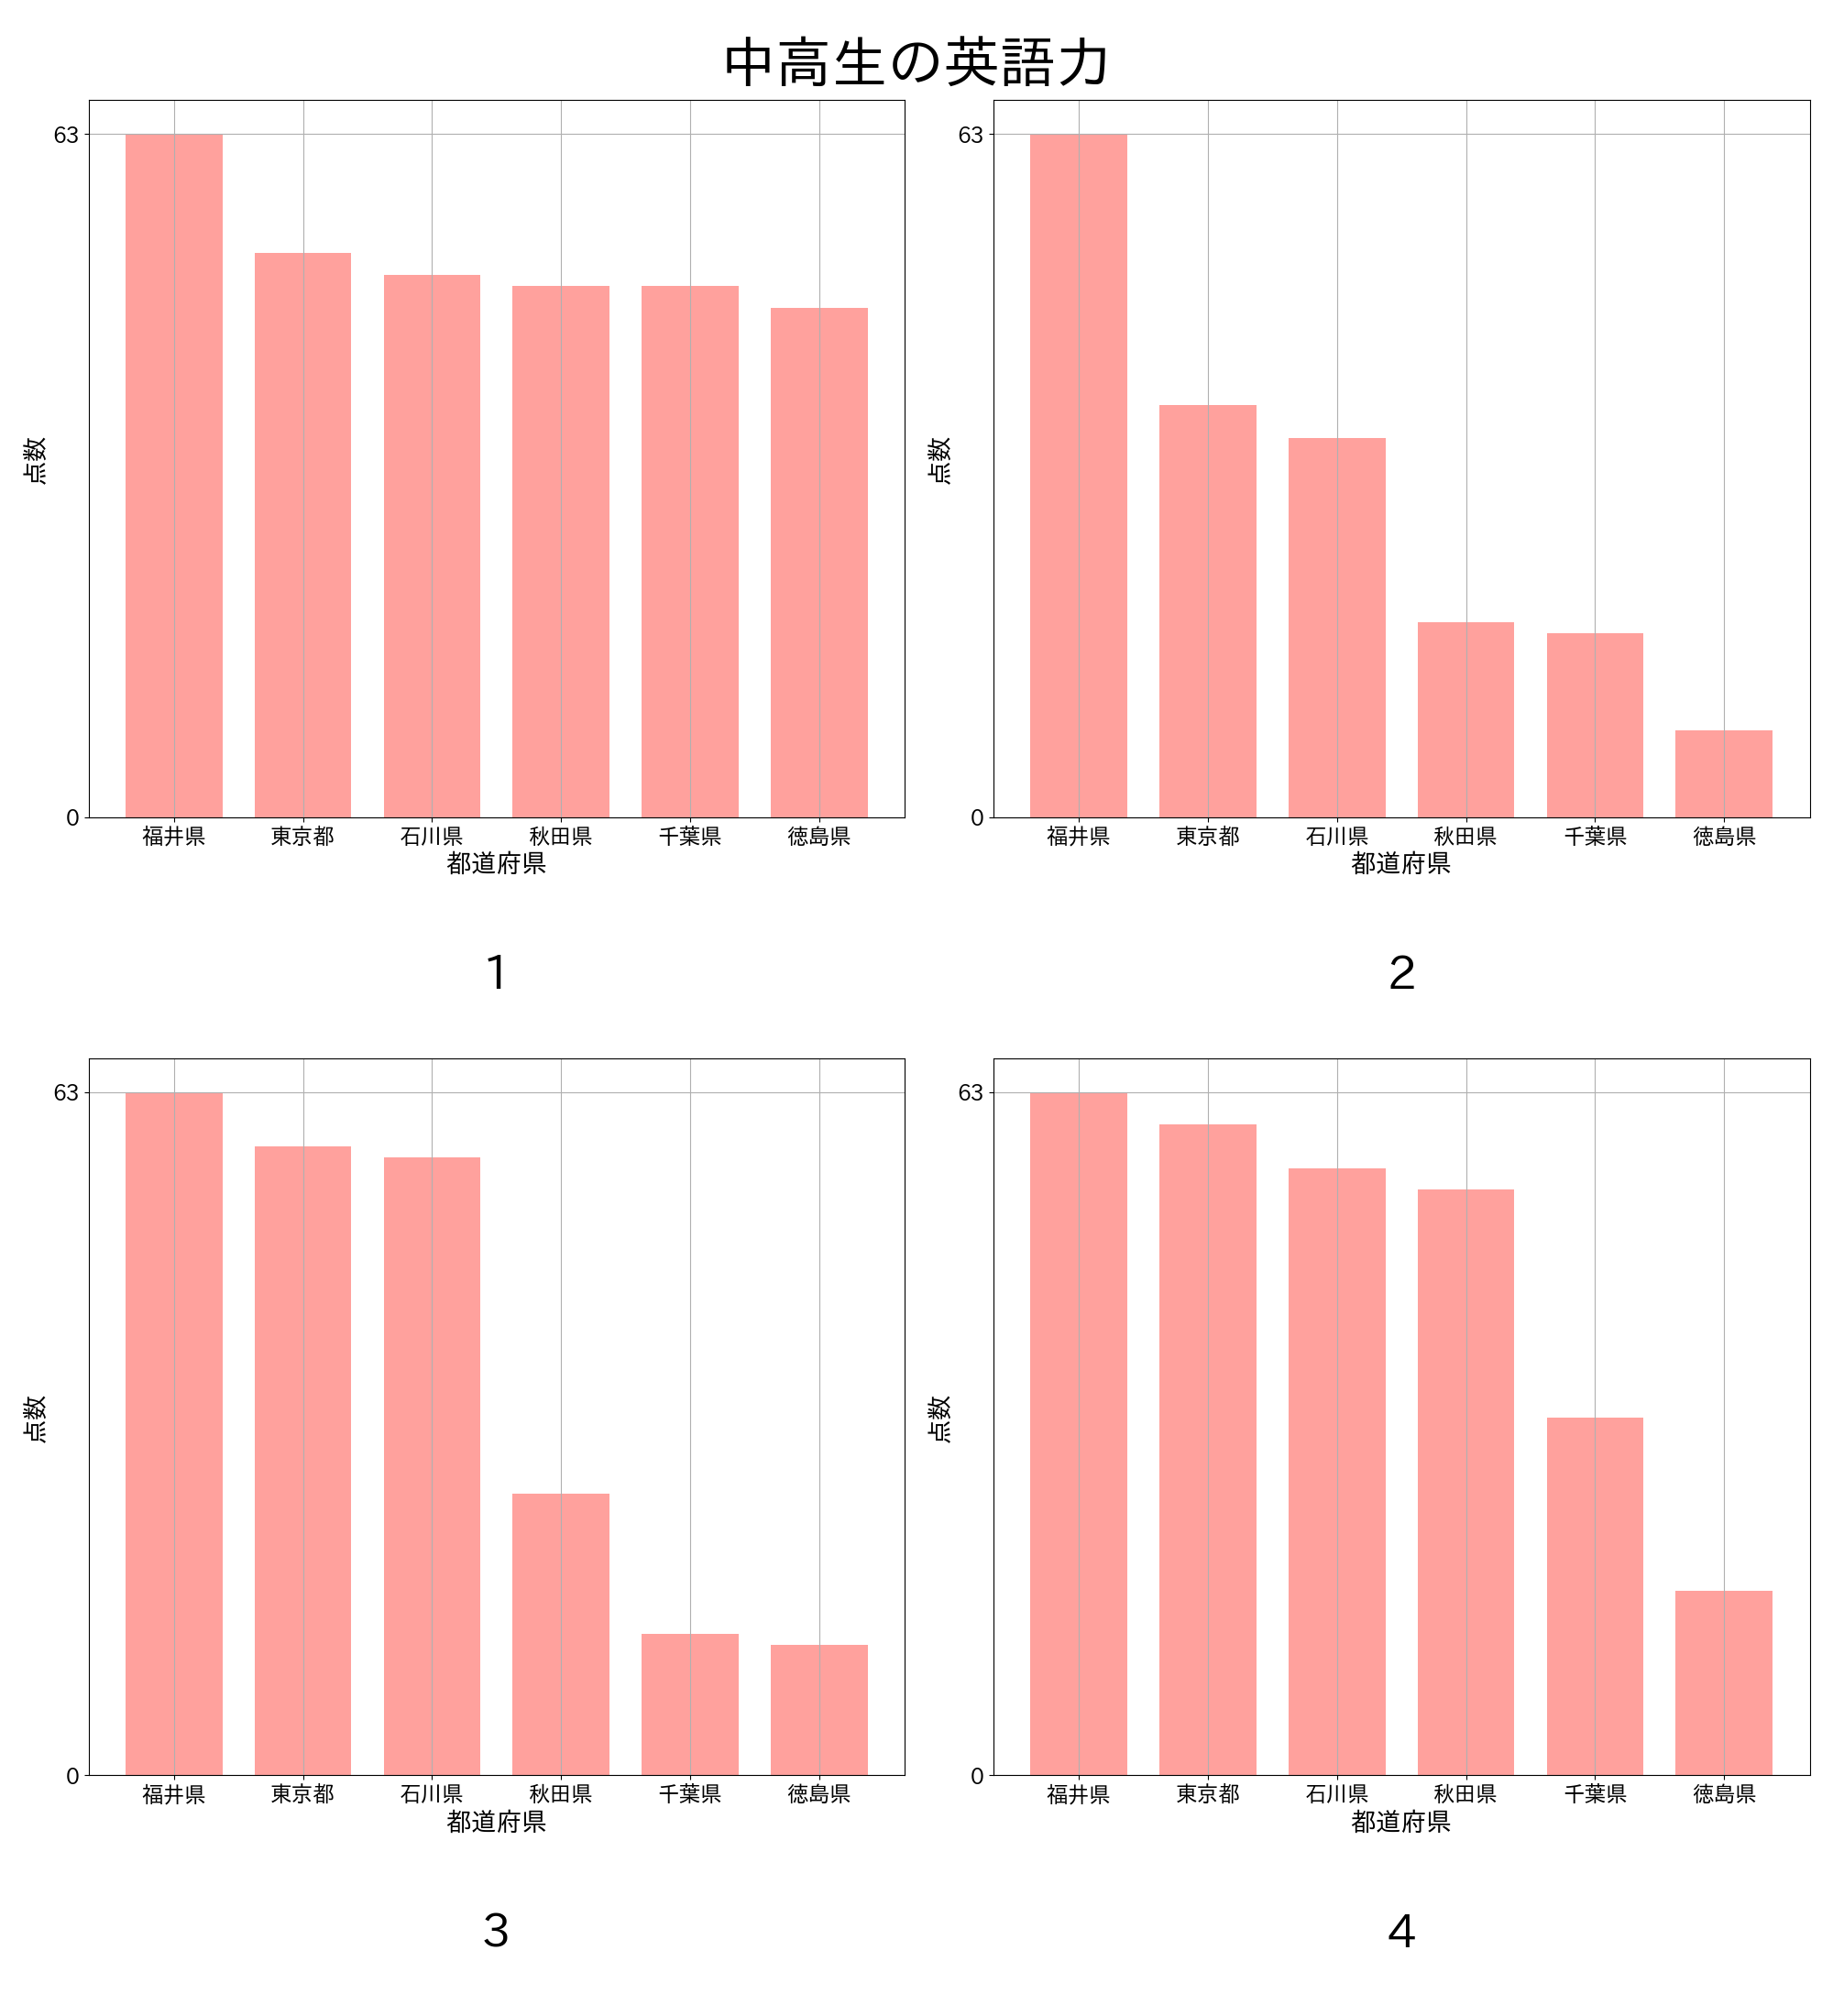 中高生の英語力
63
0
点数
福井県 東京都 石川県 秋田県 千葉県 徳島県
都道府県
1
63
0
点数
福井県 東京都 石川県 秋田県 千葉県 徳島県
都道府県
2
63
0
点数
福井県 東京都 石川県 秋田県 千葉県 徳島県
都道府県
3
63
0
点数
福井県 東京都 石川県 秋田県 千葉県 徳島県
都道府県
4